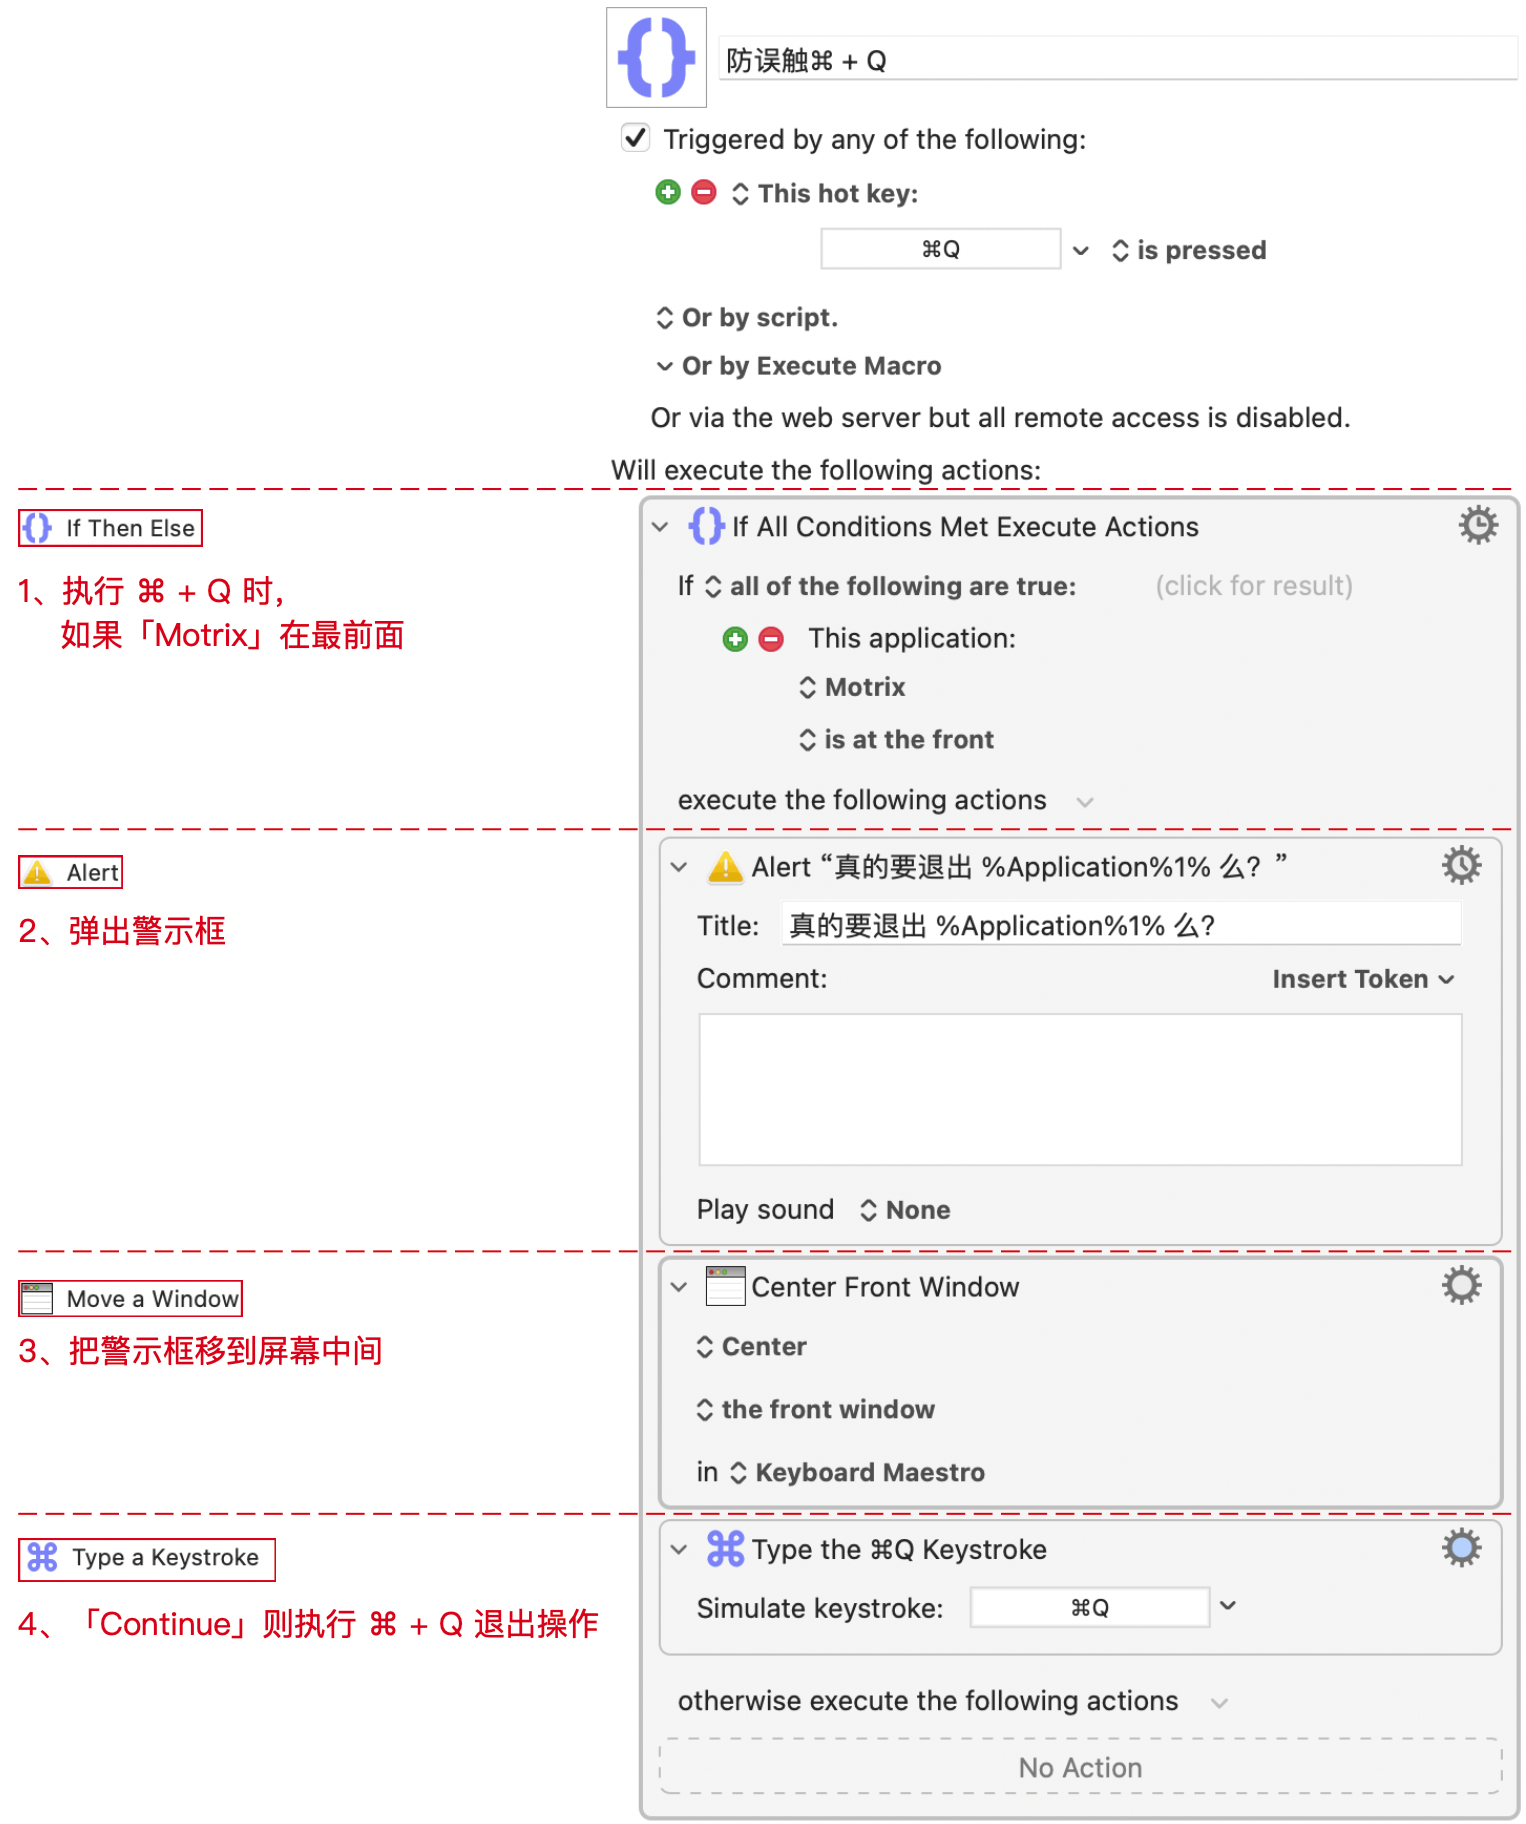 防误触⌘ + Q
Triggered by any of the following:
This hot key:
⌘Q
is pressed
Or by script.
Or by Execute Macro
Or via the web server but all remote access is disabled.
Will execute the following actions:
If Then Else
1、执行 ⌘ + Q 时，
如果「Motrix」在最前面
If All Conditions Met Execute Actions
If all of the following are true: (click for result)
This application:
Motrix
is at the front
execute the following actions
Alert
2、弹出警示框
Alert “真的要退出 %Application%1% 么？”
Title: 真的要退出 %Application%1% 么？
Comment: Insert Token
Play sound None
Move a Window
3、把警示框移到屏幕中间
Center Front Window
Center
the front window
in Keyboard Maestro
Type a Keystroke
4、「Continue」则执行 ⌘ + Q 退出操作
Type the ⌘Q Keystroke
Simulate keystroke: ⌘Q
otherwise execute the following actions
No Action